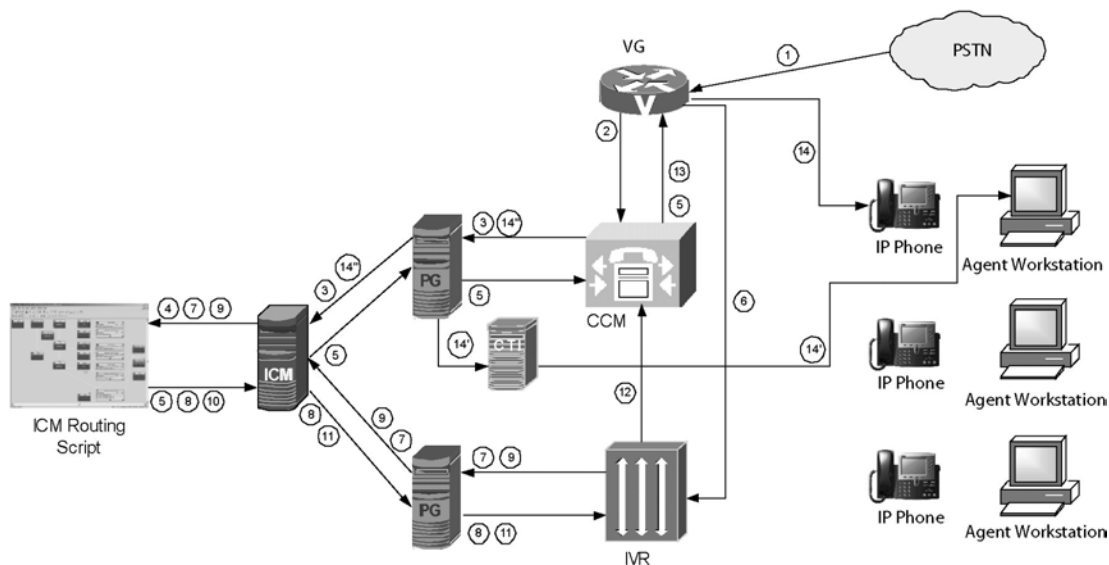 VG
PSTN
1
2
13
14
3 14"
5
IP Phone
Agent Workstation
PG
14"
3
5
CCM
6
4 7 9
ICM
5
14'
CTI
14'
IP Phone
Agent Workstation
5 8 10
ICM Routing
Script
8
11
9
7
12
7 9
PG
8 11
IVR
IP Phone
Agent Workstation